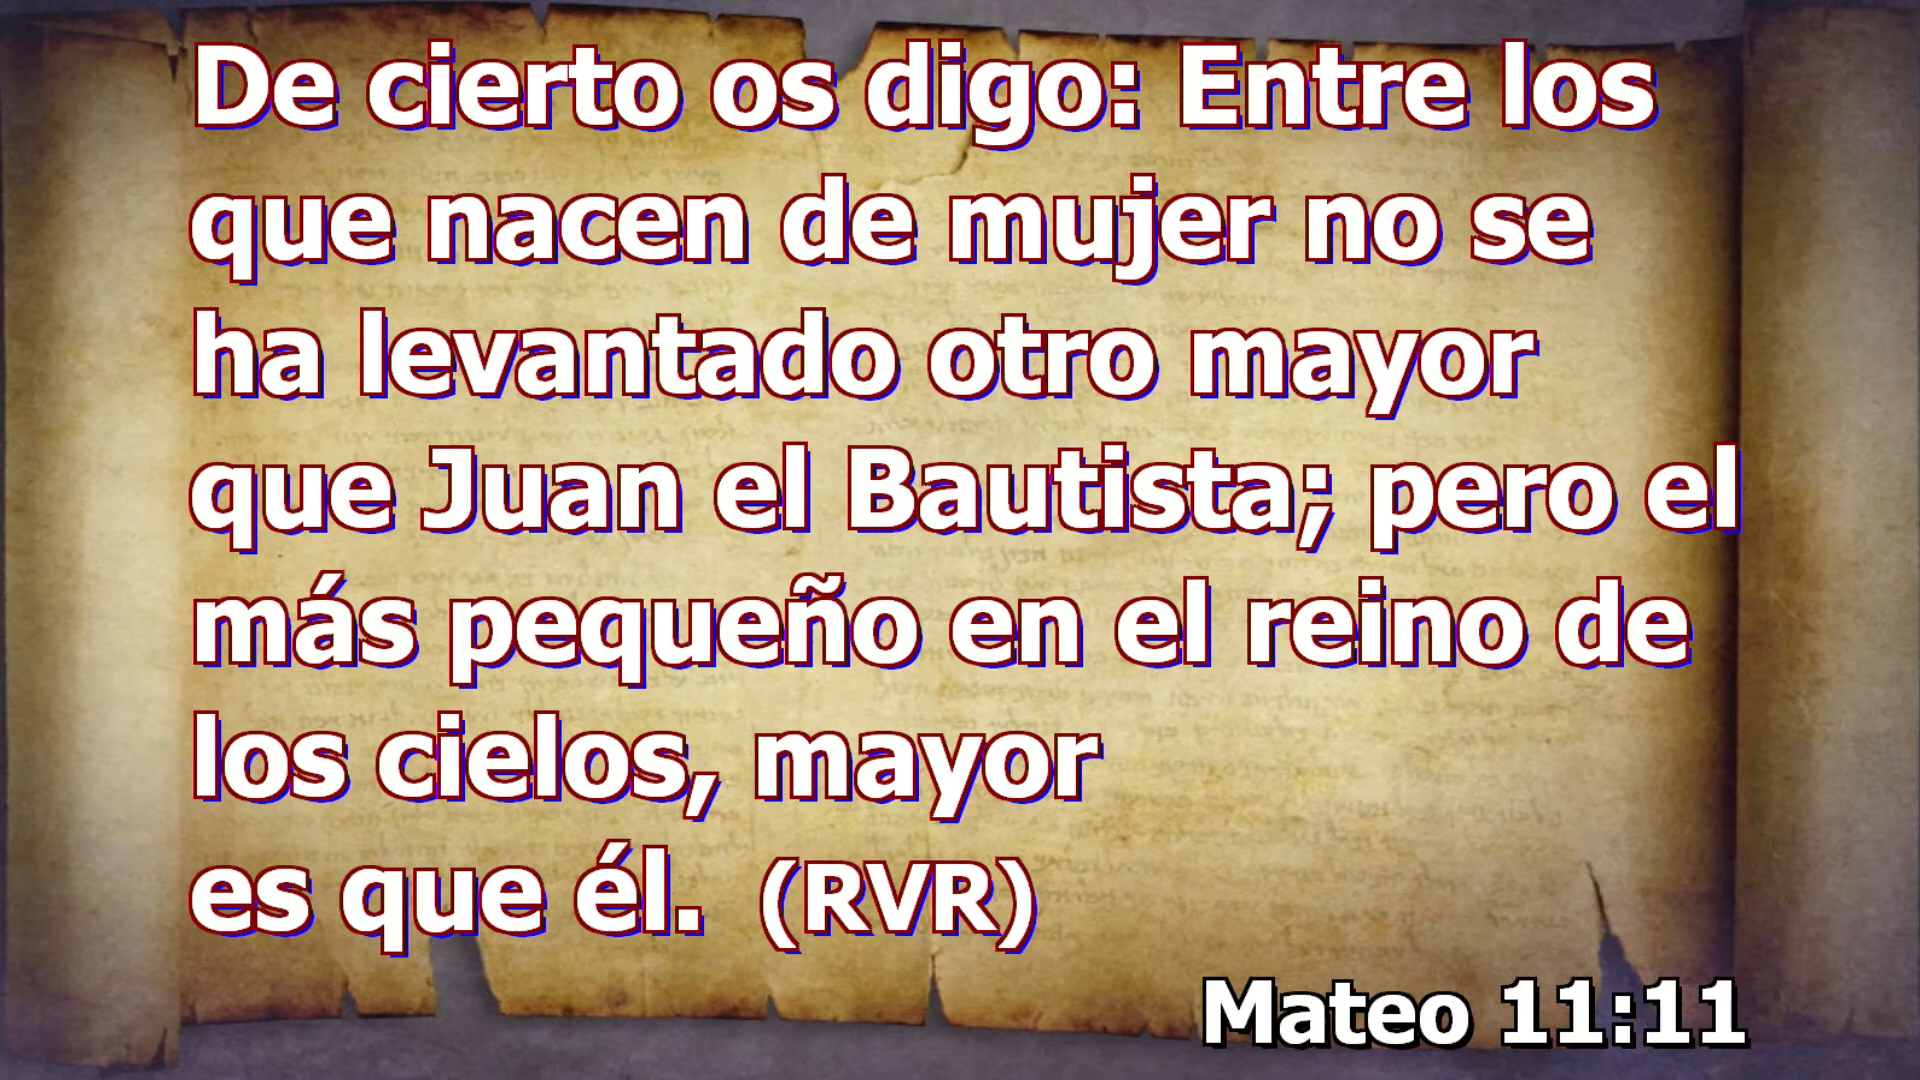 De cierto os digo: Entre los
que nacen de mujer no se
ha levantado otro mayor
que Juan el Bautista; pero el
más pequeño en el reino de
los cielos, mayor
es que él. (RVR)
Mateo 11:11